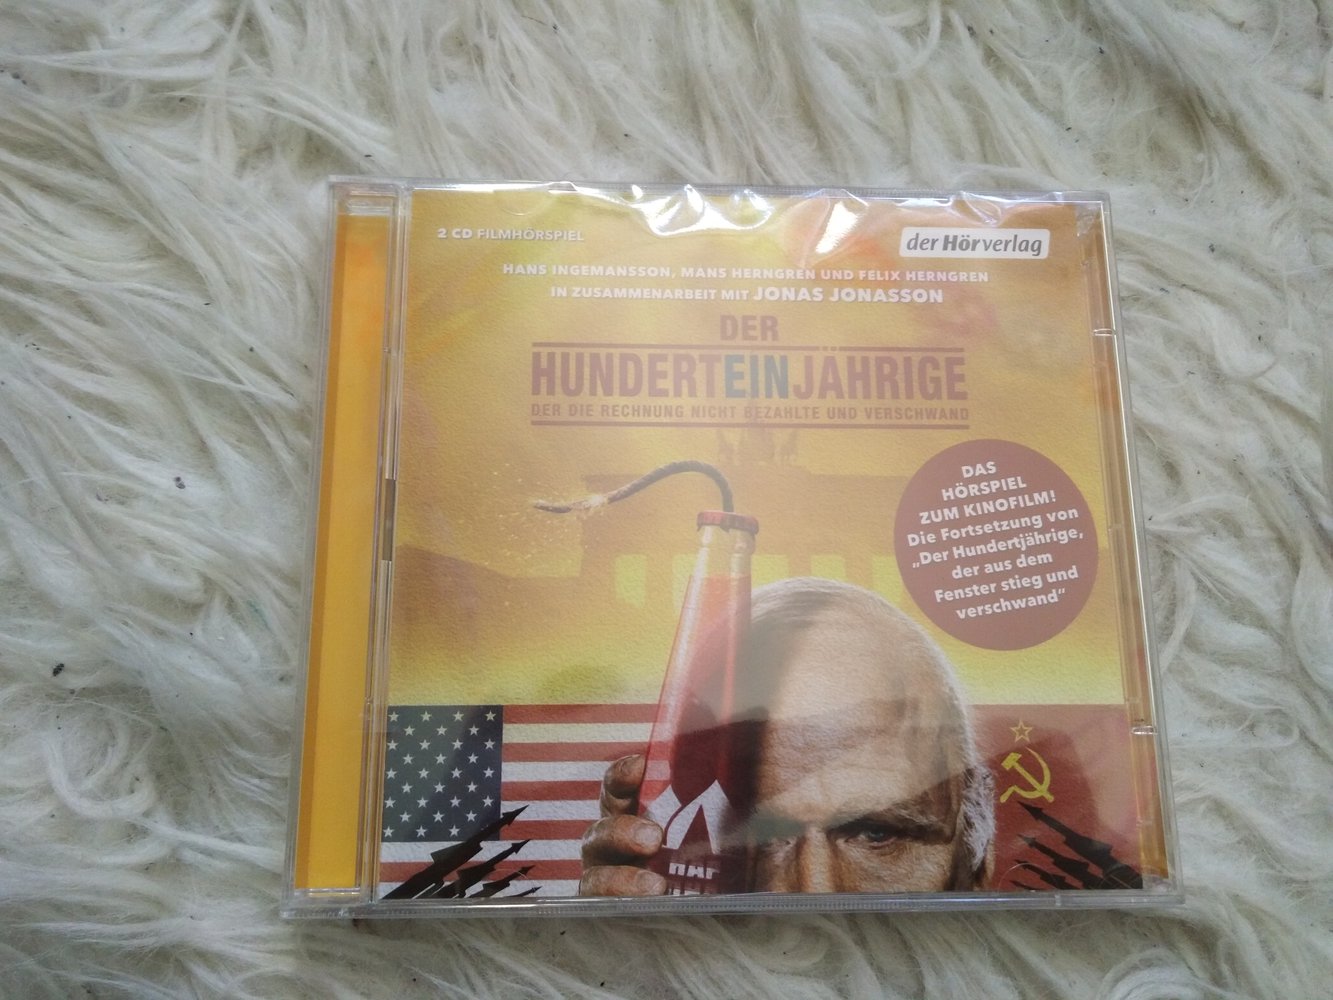 2 CD FILMHÖRSPIEL
der Hörverlag
HANS INGEMANSSON, MANS HERNGREN UND FELIX HERNGREN
IN ZUSAMMENARBEIT MIT JONAS JONASSON
DER
HUNDERTEINJÄHRIGE
DER DIE RECHNUNG NICHT BEZAHLTE UND VERSCHWAND
DAS
HÖRSPIEL
ZUM KINOFILM!
Die Fortsetzung von
„Der Hundertjährige,
der aus dem
Fenster stieg und
verschwand“